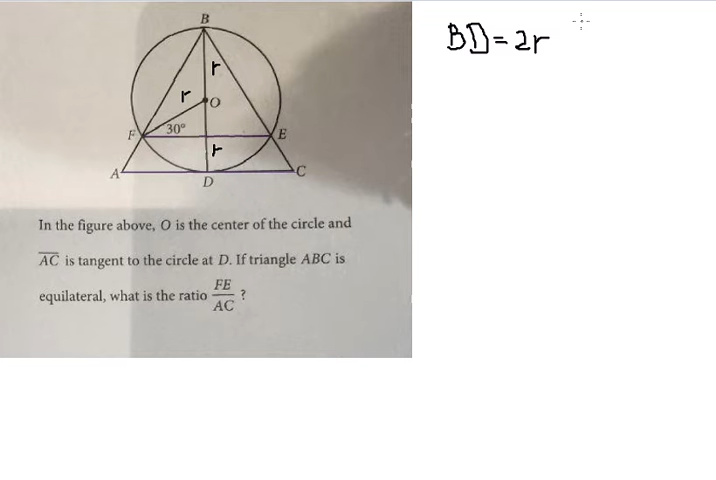 BD=2r
B
r
r
O
F
30°
E
r
A
C
D
In the figure above, O is the center of the circle and
AC is tangent to the circle at D. If triangle ABC is
equilateral, what is the ratio FE/AC ?